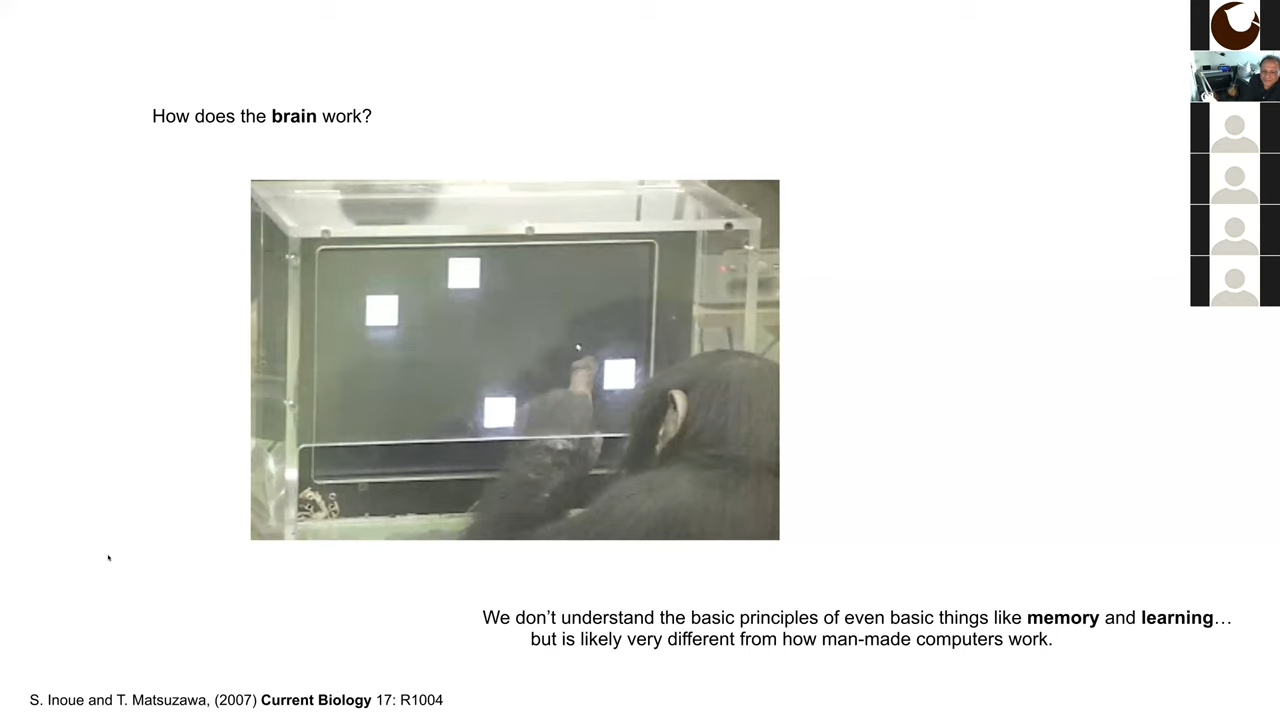 How does the brain work?
We don’t understand the basic principles of even basic things like memory and learning…
but is likely very different from how man-made computers work.
S. Inoue and T. Matsuzawa, (2007) Current Biology 17: R1004